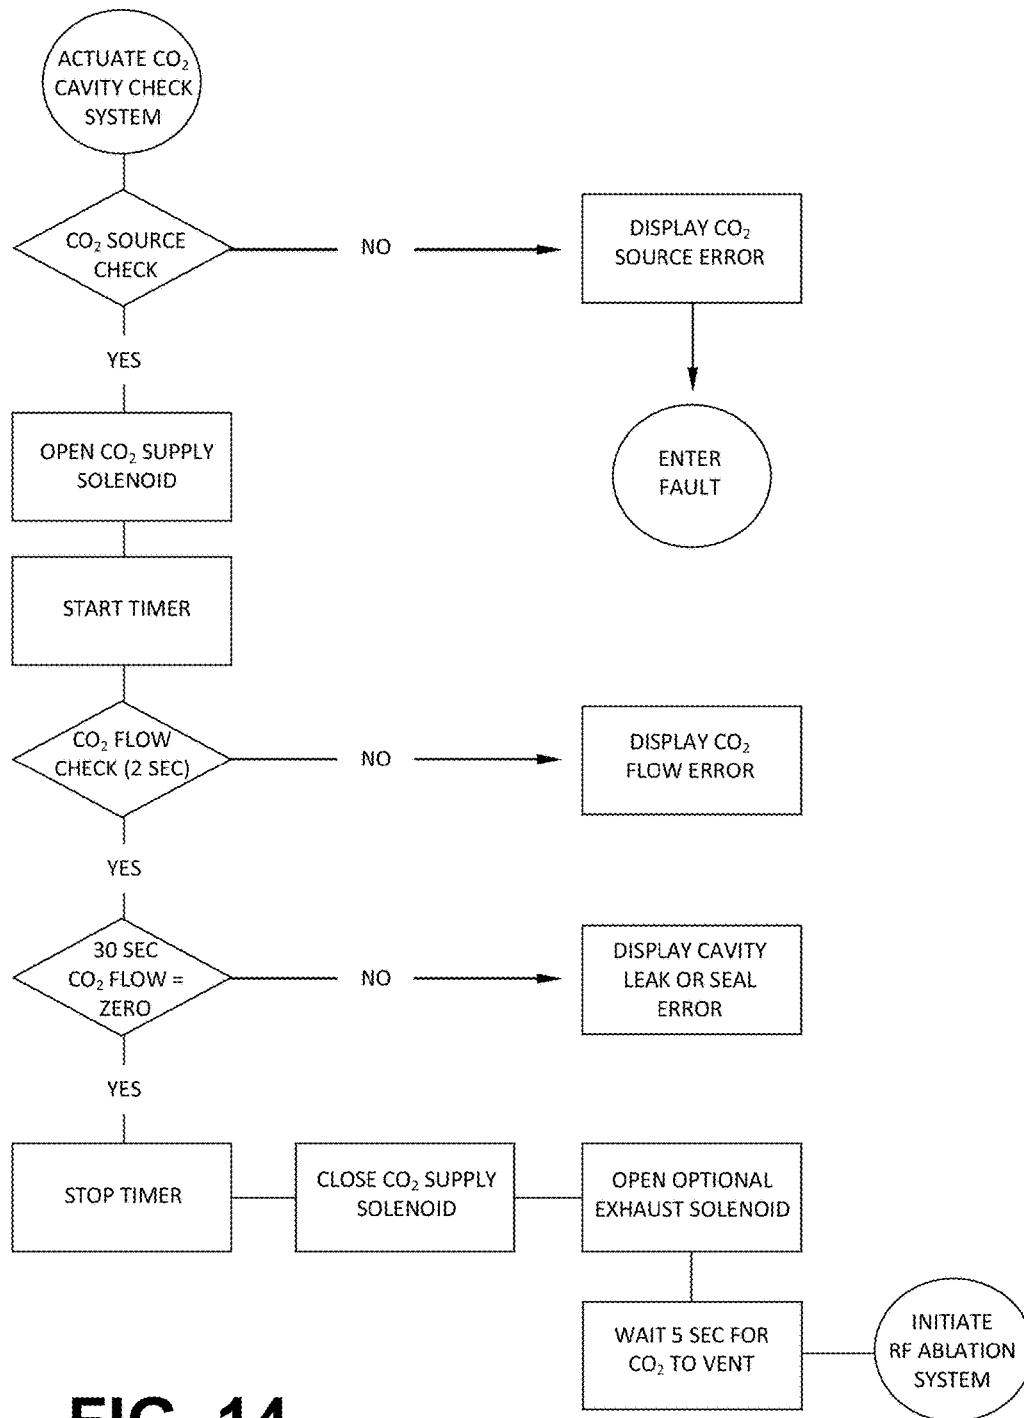 ACTUATE CO₂
CAVITY CHECK
SYSTEM
CO₂ SOURCE
CHECK
NO
DISPLAY CO₂
SOURCE ERROR
YES
ENTER
FAULT
OPEN CO₂ SUPPLY
SOLENOID
START TIMER
CO₂ FLOW
CHECK (2 SEC)
NO
DISPLAY CO₂
FLOW ERROR
YES
30 SEC
CO₂ FLOW =
ZERO
NO
DISPLAY CAVITY
LEAK OR SEAL
ERROR
YES
STOP TIMER
CLOSE CO₂ SUPPLY
SOLENOID
OPEN OPTIONAL
EXHAUST SOLENOID
WAIT 5 SEC FOR
CO₂ TO VENT
INITIATE
RF ABLATION
SYSTEM
FIG. 14